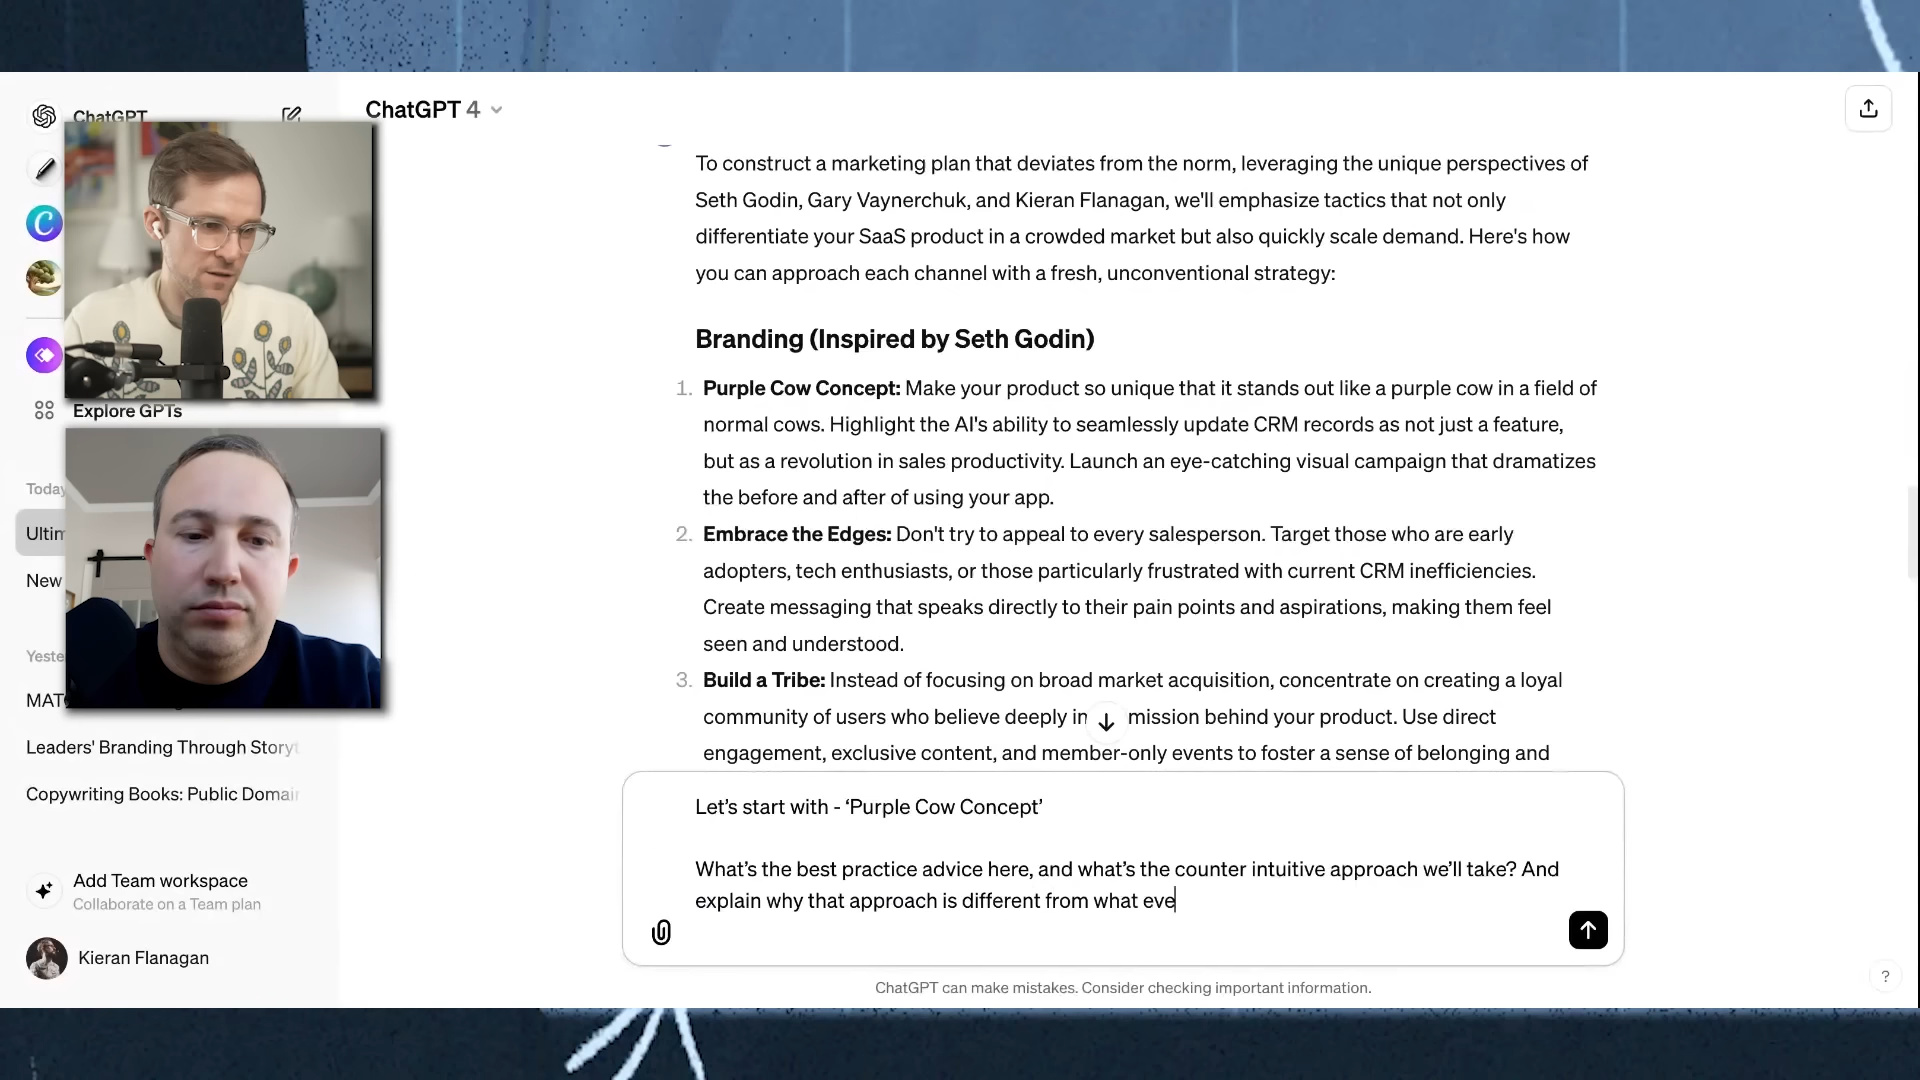 ChatGPT
Explore GPTs
Today
Ultim
New
Yeste
MAT
Leaders' Branding Through Storyt
Copywriting Books: Public Domain
Add Team workspace
Collaborate on a Team plan
Kieran Flanagan
ChatGPT 4
To construct a marketing plan that deviates from the norm, leveraging the unique perspectives of
Seth Godin, Gary Vaynerchuk, and Kieran Flanagan, we'll emphasize tactics that not only
differentiate your SaaS product in a crowded market but also quickly scale demand. Here's how
you can approach each channel with a fresh, unconventional strategy:
Branding (Inspired by Seth Godin)
1. Purple Cow Concept: Make your product so unique that it stands out like a purple cow in a field of
normal cows. Highlight the AI's ability to seamlessly update CRM records as not just a feature,
but as a revolution in sales productivity. Launch an eye-catching visual campaign that dramatizes
the before and after of using your app.
2. Embrace the Edges: Don't try to appeal to every salesperson. Target those who are early
adopters, tech enthusiasts, or those particularly frustrated with current CRM inefficiencies.
Create messaging that speaks directly to their pain points and aspirations, making them feel
seen and understood.
3. Build a Tribe: Instead of focusing on broad market acquisition, concentrate on creating a loyal
community of users who believe deeply in mission behind your product. Use direct
engagement, exclusive content, and member-only events to foster a sense of belonging and
Let's start with - ‘Purple Cow Concept’
What’s the best practice advice here, and what’s the counter intuitive approach we’ll take? And
explain why that approach is different from what eve
ChatGPT can make mistakes. Consider checking important information.
?